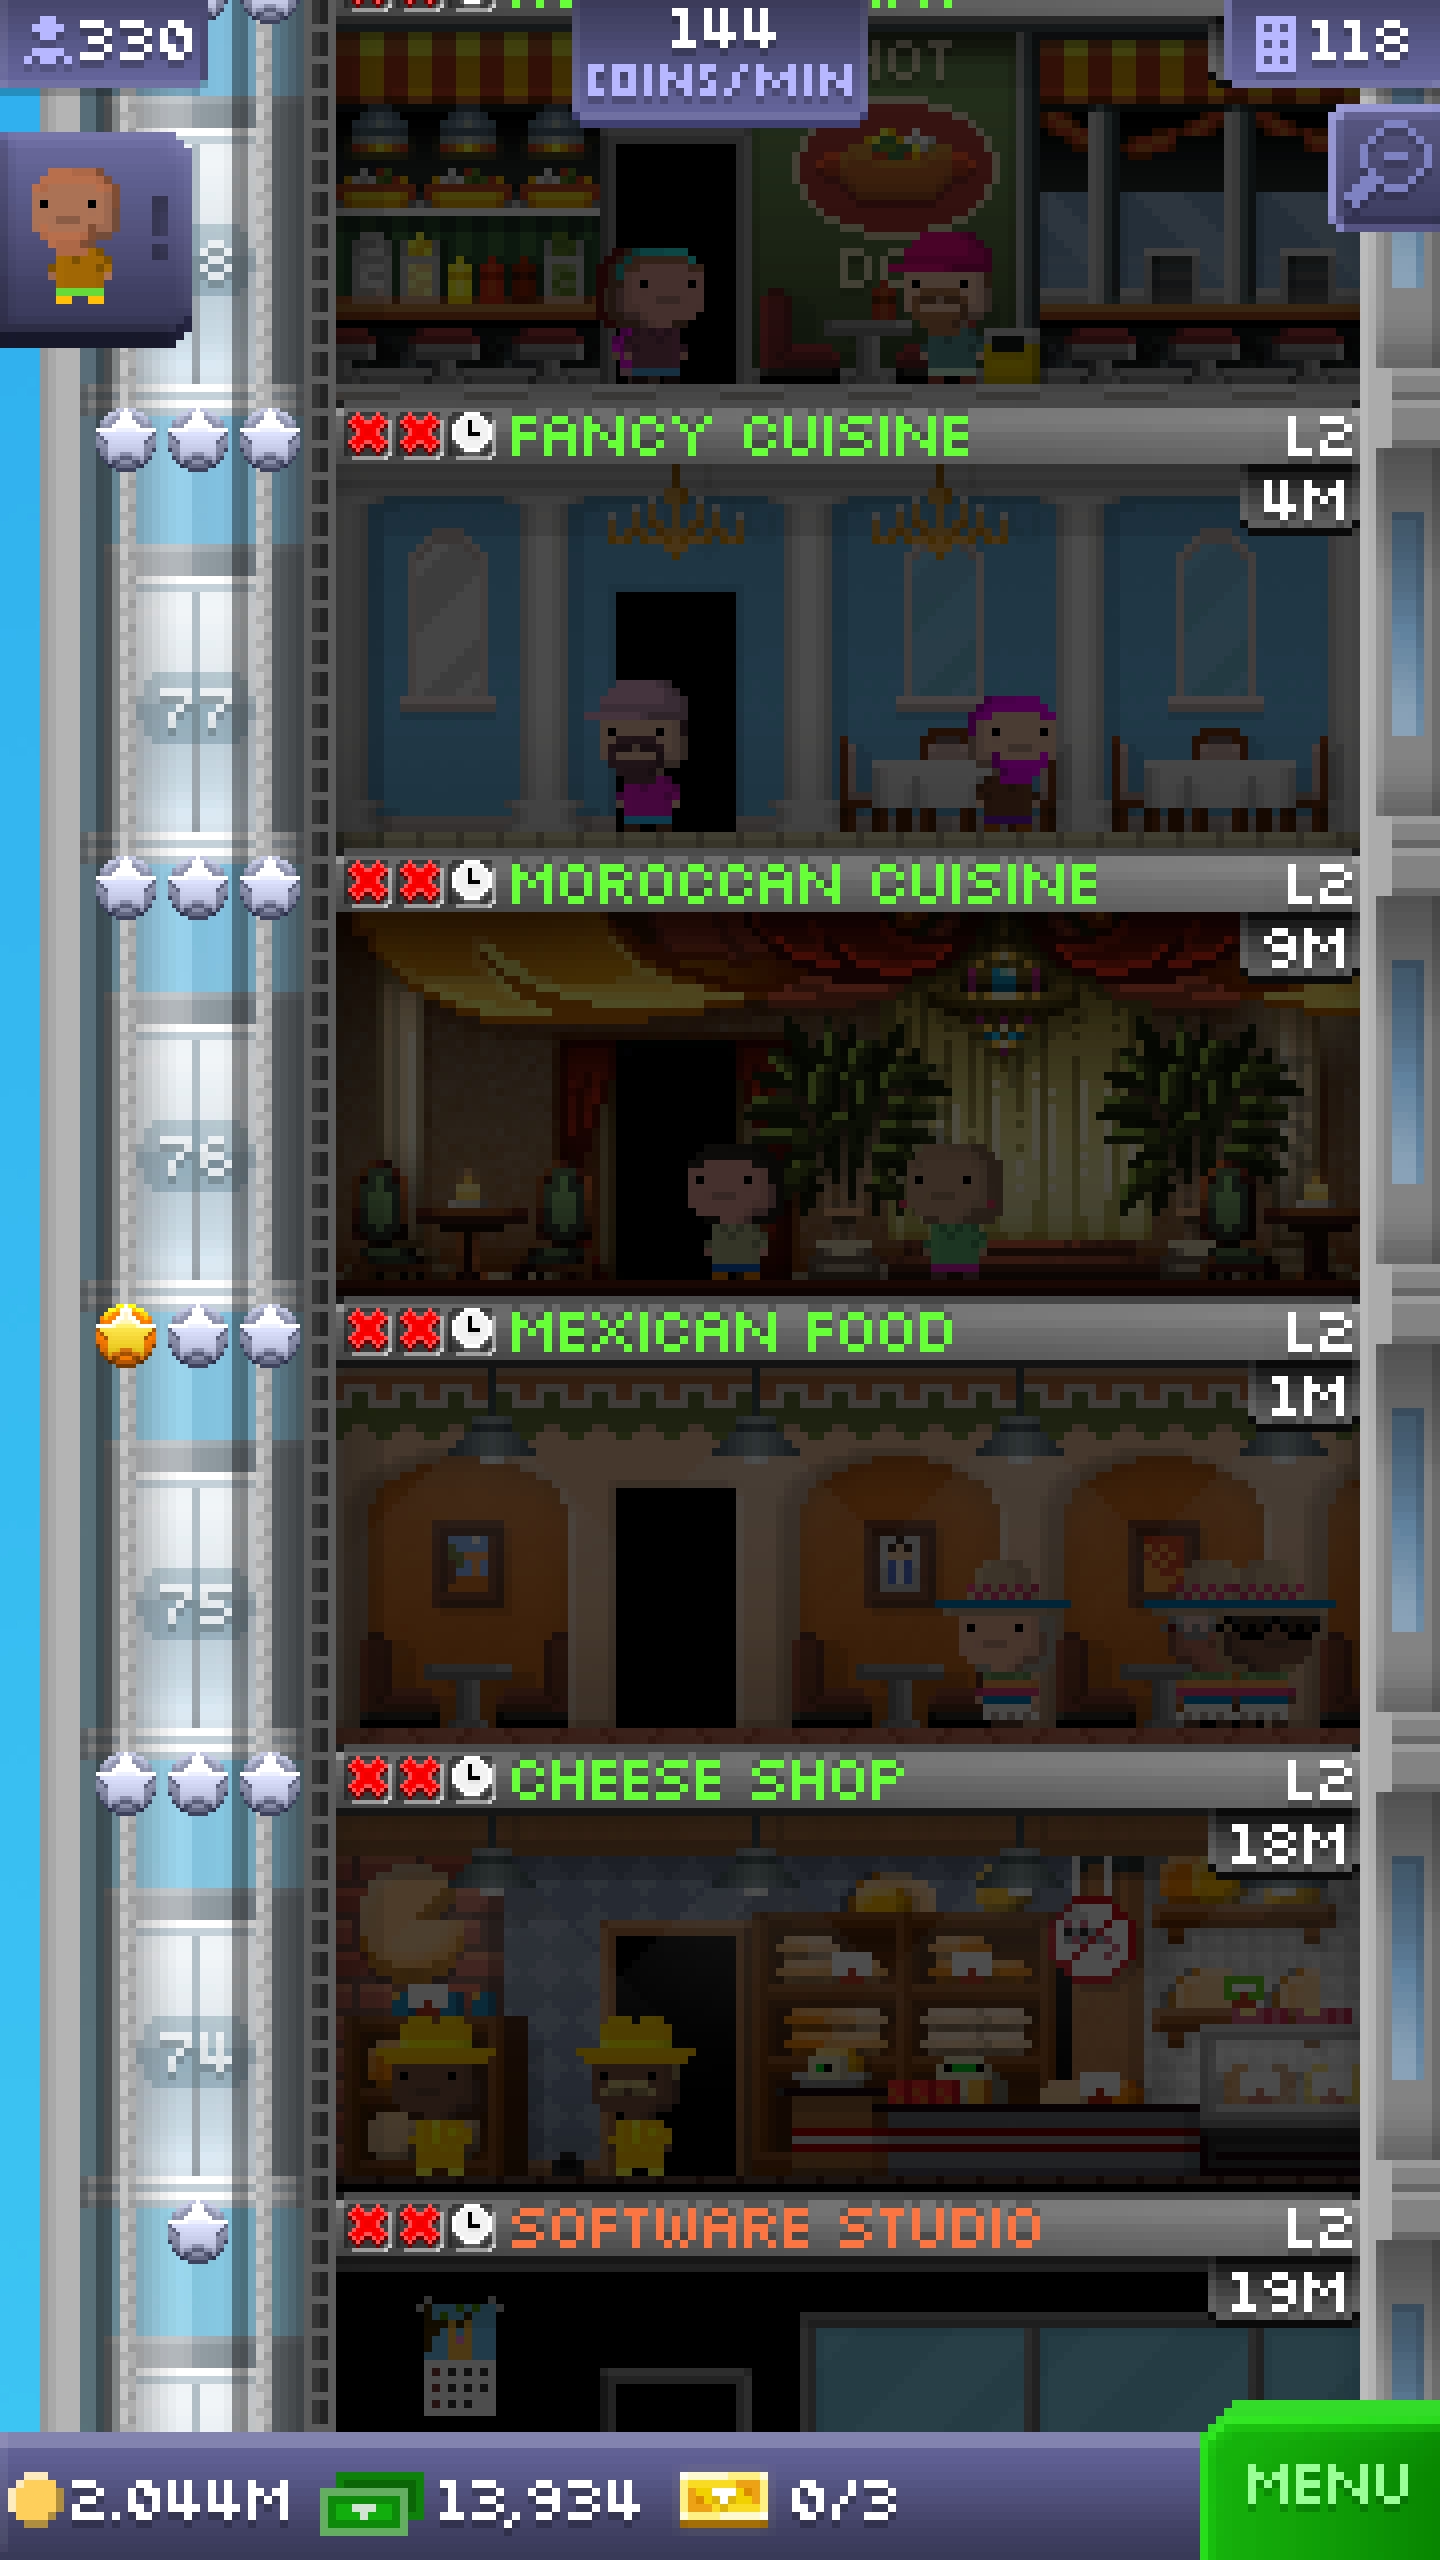 330
144
COINS/MIN
118
HOT
DO
8
FANCY CUISINE L2
4M
77
MOROCCAN CUISINE L2
9M
76
MEXICAN FOOD L2
1M
75
CHEESE SHOP L2
18M
74
SOFTWARE STUDIO L2
19M
2.044M 13,934 0/3
MENU